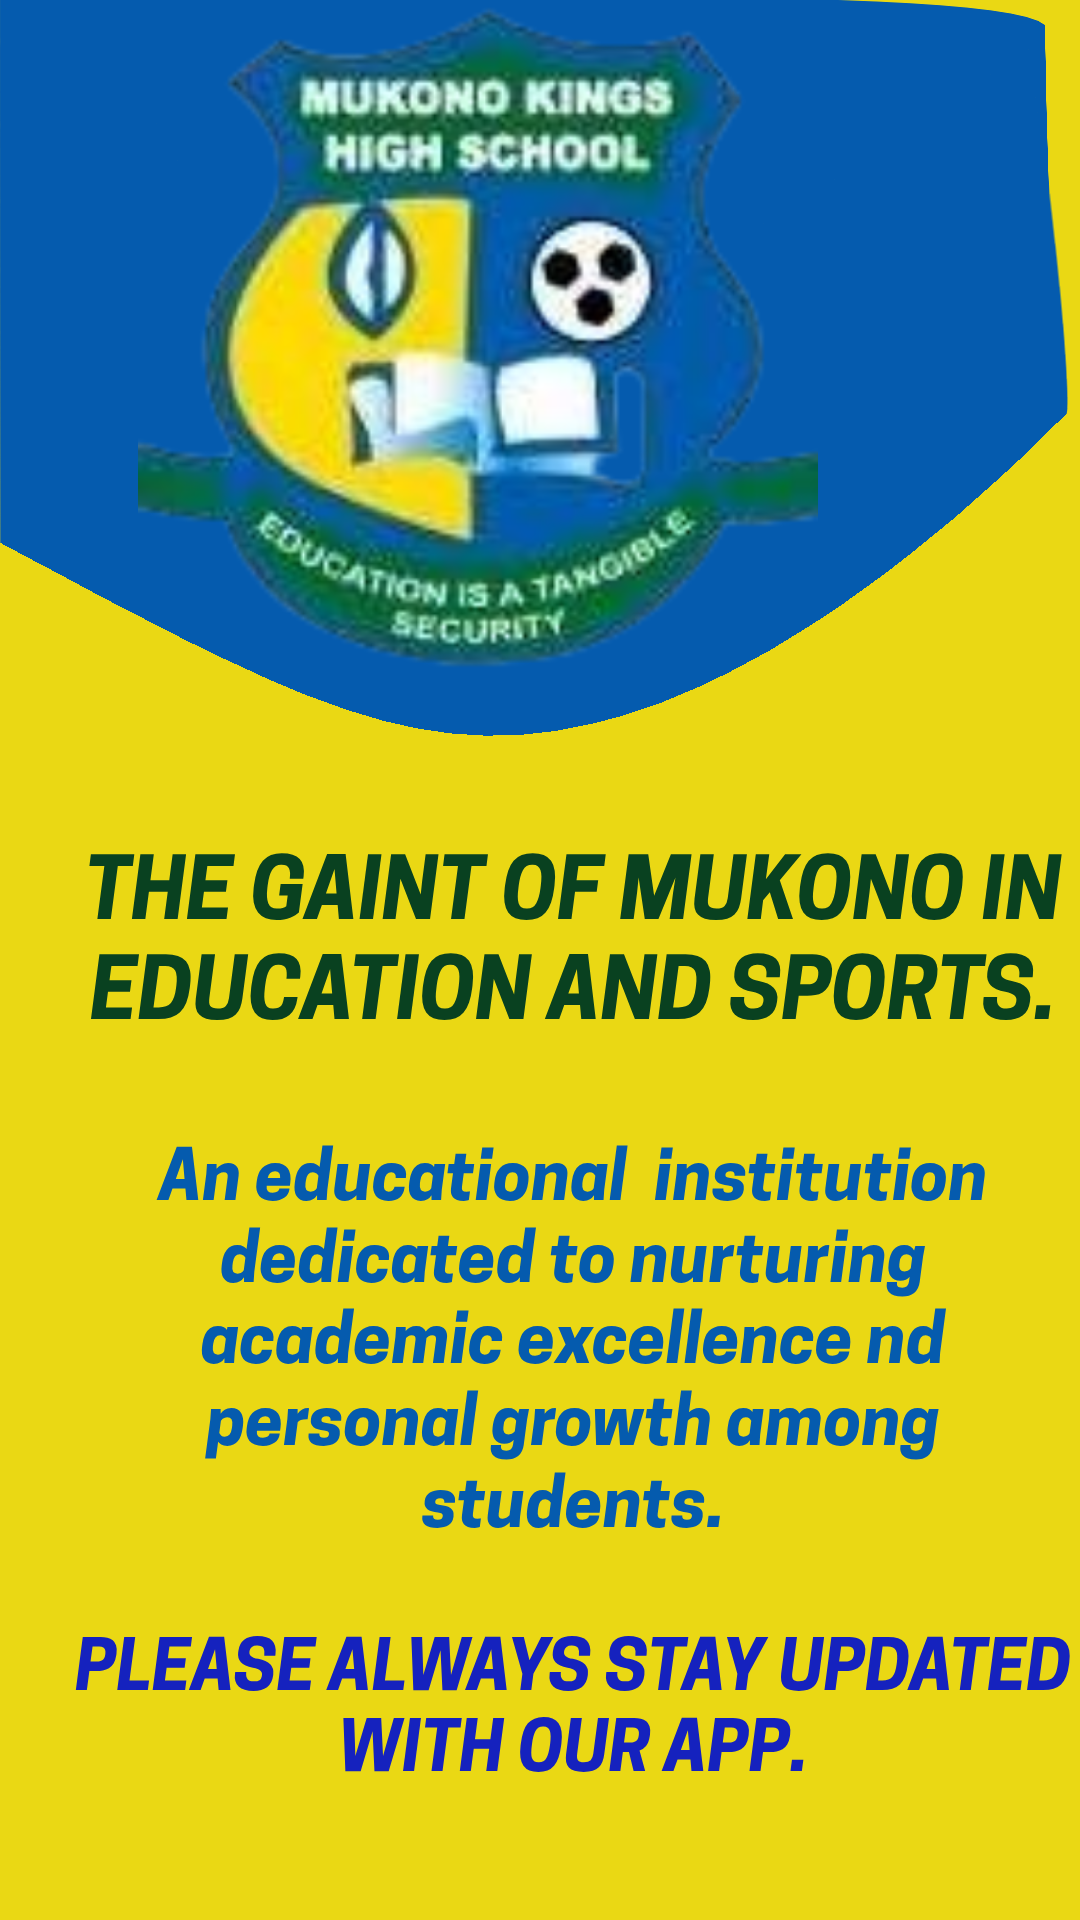 MUKONO KINGS
HIGH SCHOOL
EDUCATION IS A TANGIBLE
SECURITY
THE GAINT OF MUKONO IN
EDUCATION AND SPORTS.
An educational  institution
dedicated to nurturing
academic excellence nd
personal growth among
students.
PLEASE ALWAYS STAY UPDATED
WITH OUR APP.